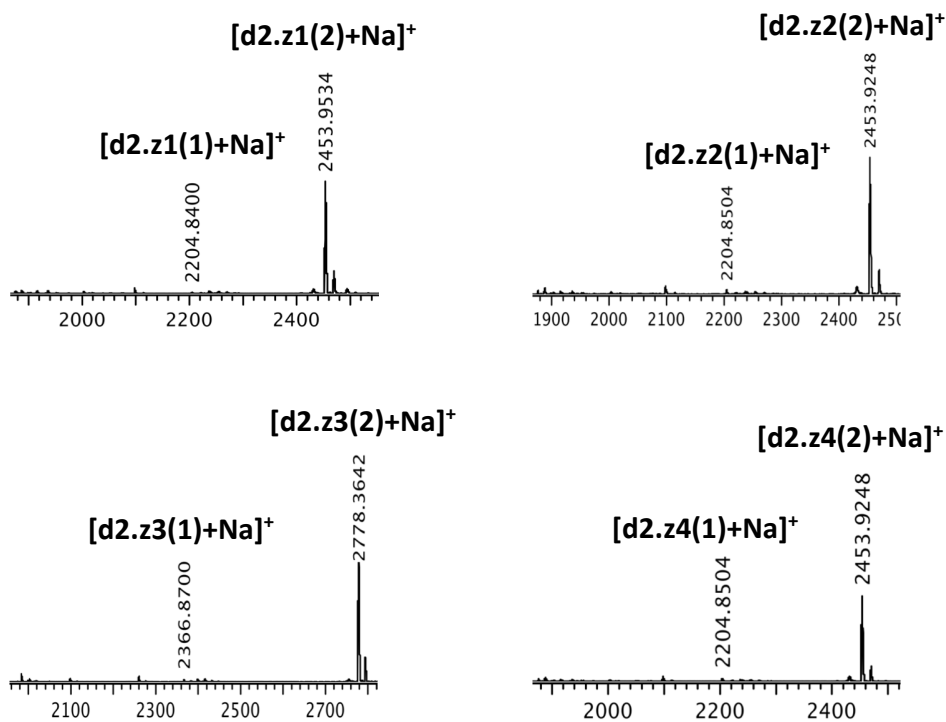 [d2.z1(2)+Na]⁺
2453.9534
[d2.z1(1)+Na]⁺
2204.8400
2000 2200 2400
[d2.z2(2)+Na]⁺
2453.9248
[d2.z2(1)+Na]⁺
2204.8504
1900 2000 2100 2200 2300 2400 250
[d2.z3(2)+Na]⁺
2778.3642
[d2.z3(1)+Na]⁺
2366.8700
2100 2300 2500 2700
[d2.z4(2)+Na]⁺
2453.9248
[d2.z4(1)+Na]⁺
2204.8504
2000 2200 2400